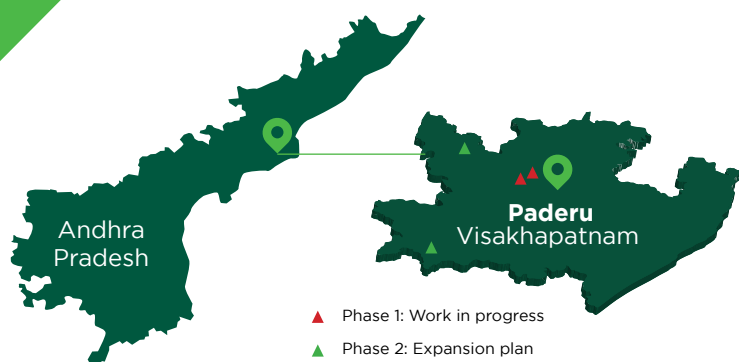 Andhra
Pradesh
Paderu
Visakhapatnam
Phase 1: Work in progress
Phase 2: Expansion plan